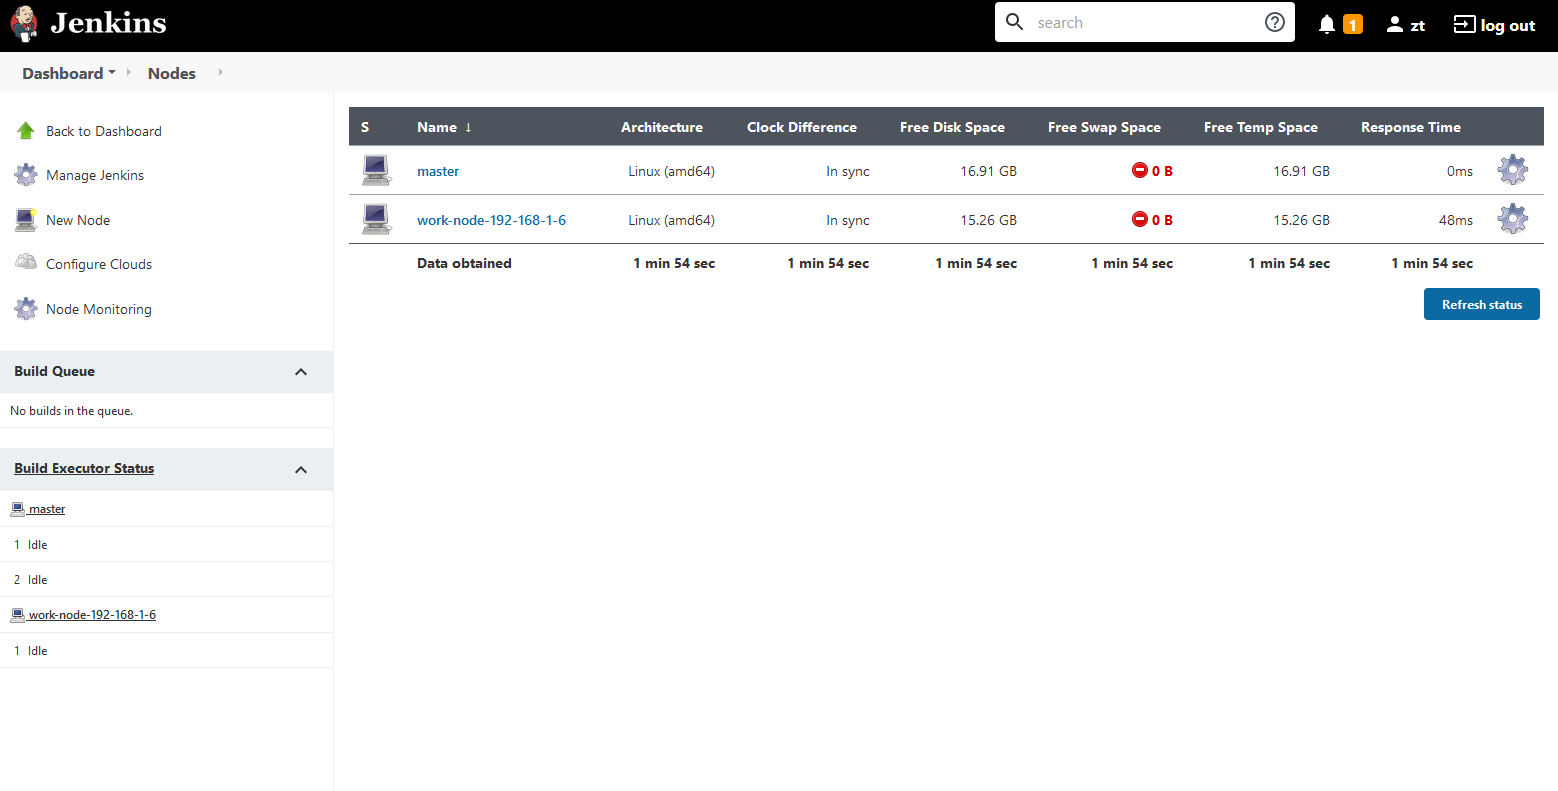 Jenkins
search
1
zt
log out
Dashboard
Nodes
Back to Dashboard
Manage Jenkins
New Node
Configure Clouds
Node Monitoring
Build Queue
No builds in the queue.
Build Executor Status
master
1 Idle
2 Idle
work-node-192-168-1-6
1 Idle
S Name ↓ Architecture Clock Difference Free Disk Space Free Swap Space Free Temp Space Response Time
master Linux (amd64) In sync 16.91 GB 0 B 16.91 GB 0ms
work-node-192-168-1-6 Linux (amd64) In sync 15.26 GB 0 B 15.26 GB 48ms
Data obtained 1 min 54 sec 1 min 54 sec 1 min 54 sec 1 min 54 sec 1 min 54 sec 1 min 54 sec
Refresh status